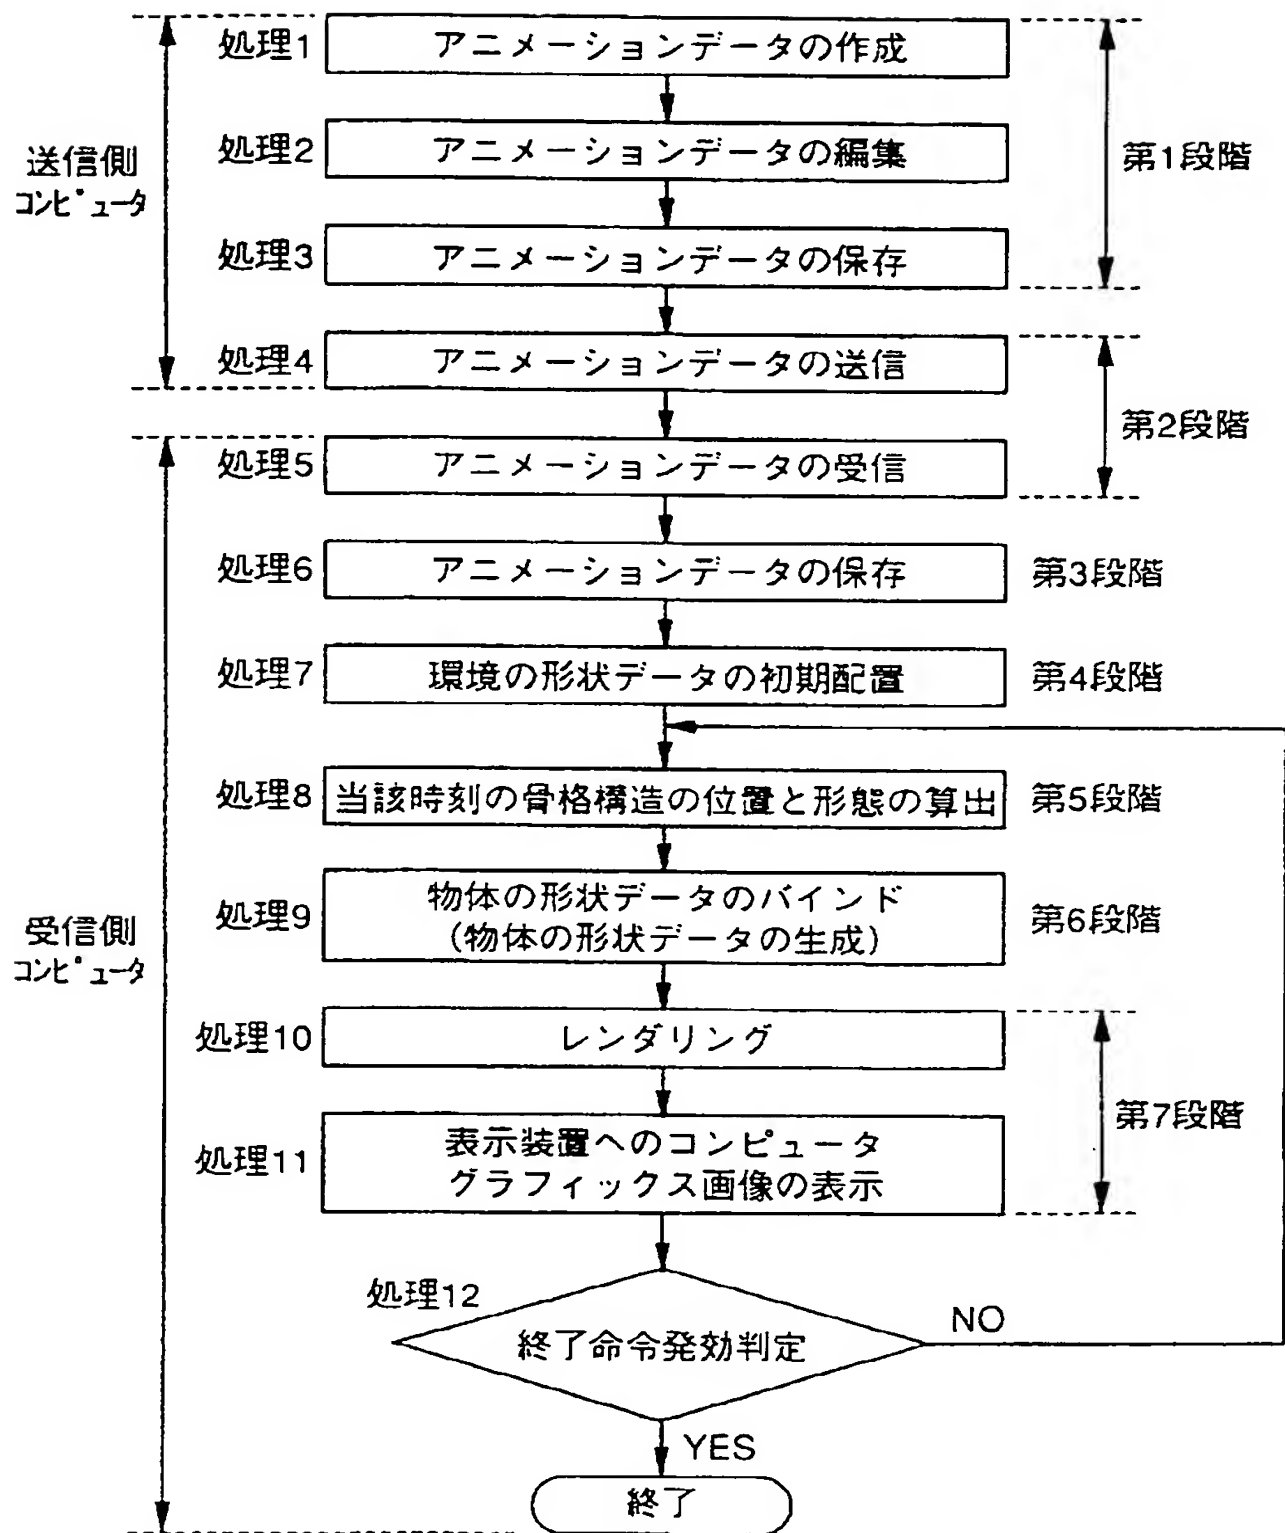 処理1
アニメーションデータの作成
処理2
アニメーションデータの編集
第1段階
送信側
コンピュータ
処理3
アニメーションデータの保存
処理4
アニメーションデータの送信
第2段階
処理5
アニメーションデータの受信
処理6
アニメーションデータの保存
第3段階
処理7
環境の形状データの初期配置
第4段階
処理8
当該時刻の骨格構造の位置と形態の算出
第5段階
受信側
コンピュータ
処理9
物体の形状データのバインド
(物体の形状データの生成)
第6段階
処理10
レンダリング
第7段階
処理11
表示装置へのコンピュータ
グラフィックス画像の表示
処理12
終了命令発効判定
NO
YES
終了